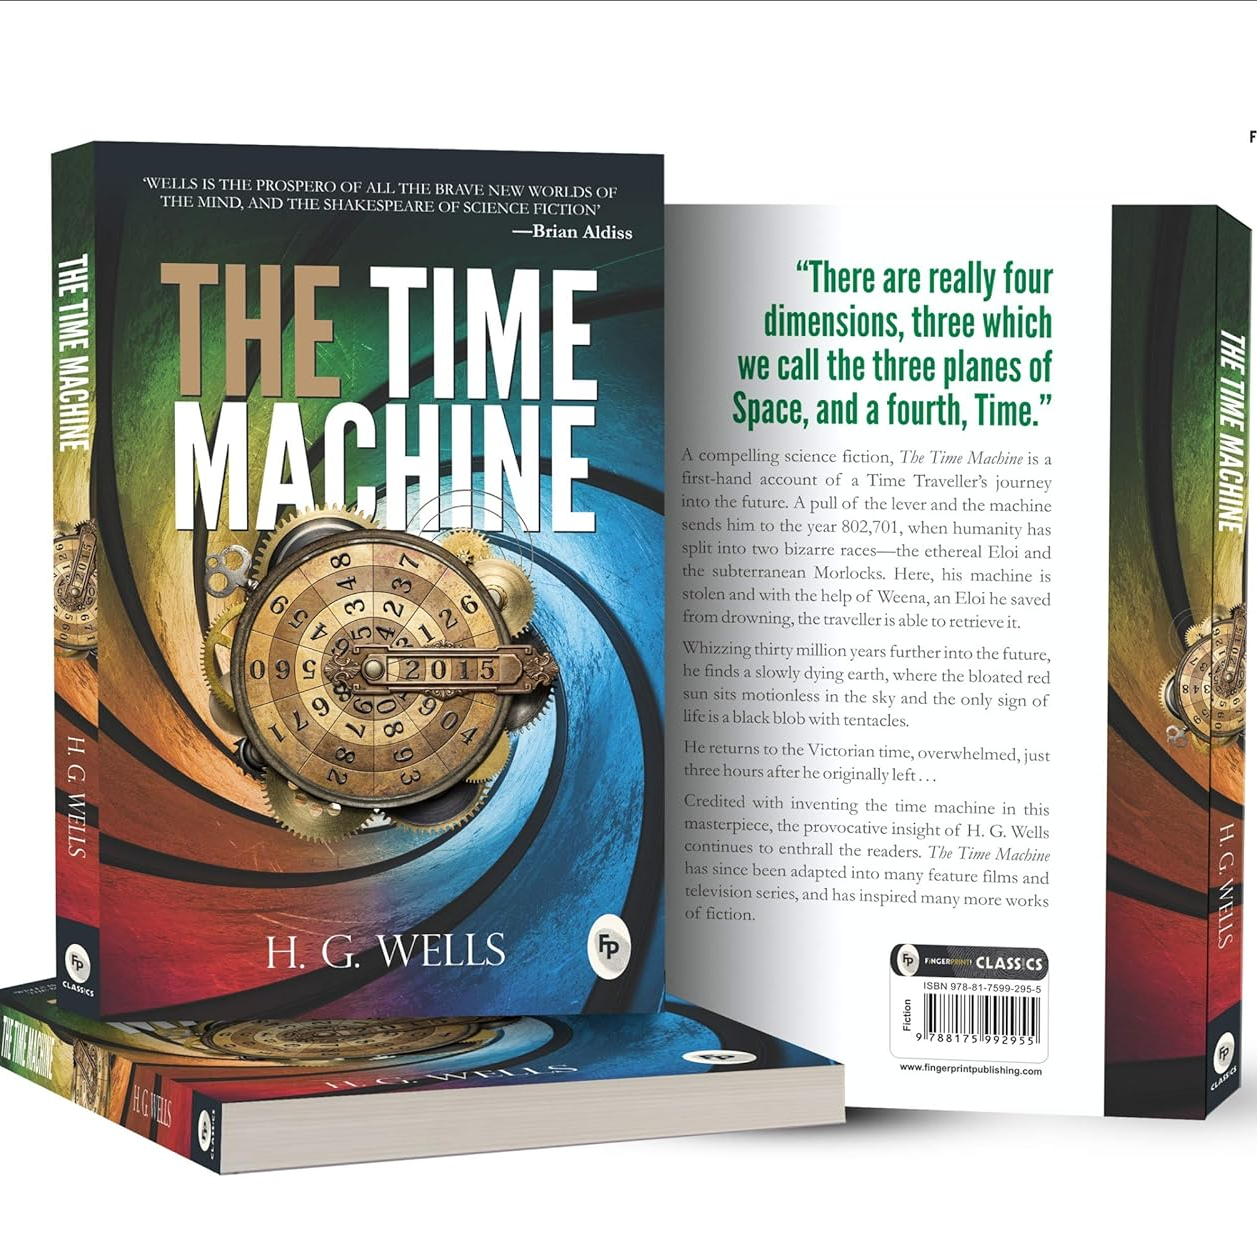 'WELLS IS THE PROSPERO OF ALL THE BRAVE NEW WORLDS OF
THE MIND, AND THE SHAKESPEARE OF SCIENCE FICTION'
—Brian Aldiss
THE TIME
MACHINE
2015
H. G. WELLS
FP
THE TIME MACHINE
H. G. WELLS
FP
CLASSICS
THE TIME MACHINE
H. G. WELLS
FP
CLASSICS
H. G. WELLS
FP
F
"There are really four
dimensions, three which
we call the three planes of
Space, and a fourth, Time."
A compelling science fiction, The Time Machine is a
first-hand account of a Time Traveller's journey
into the future. A pull of the lever and the machine
sends him to the year 802,701, when humanity has
split into two bizarre races—the ethereal Eloi and
the subterranean Morlocks. Here, his machine is
stolen and with the help of Weena, an Eloi he saved
from drowning, the traveller is able to retrieve it.
Whizzing thirty million years further into the future,
he finds a slowly dying earth, where the bloated red
sun sits motionless in the sky and the only sign of
life is a black blob with tentacles.
He returns to the Victorian time, overwhelmed, just
three hours after he originally left . . .
Credited with inventing the time machine in this
masterpiece, the provocative insight of H. G. Wells
continues to enthrall the readers. The Time Machine
has since been adapted into many feature films and
television series, and has inspired many more works
of fiction.
FP FINGERPRINT! CLASSICS
ISBN 978-81-7599-295-5
Fiction
9 788175 992955
www.fingerprintpublishing.com
THE TIME MACHINE
H. G. WELLS
FP
CLASSICS